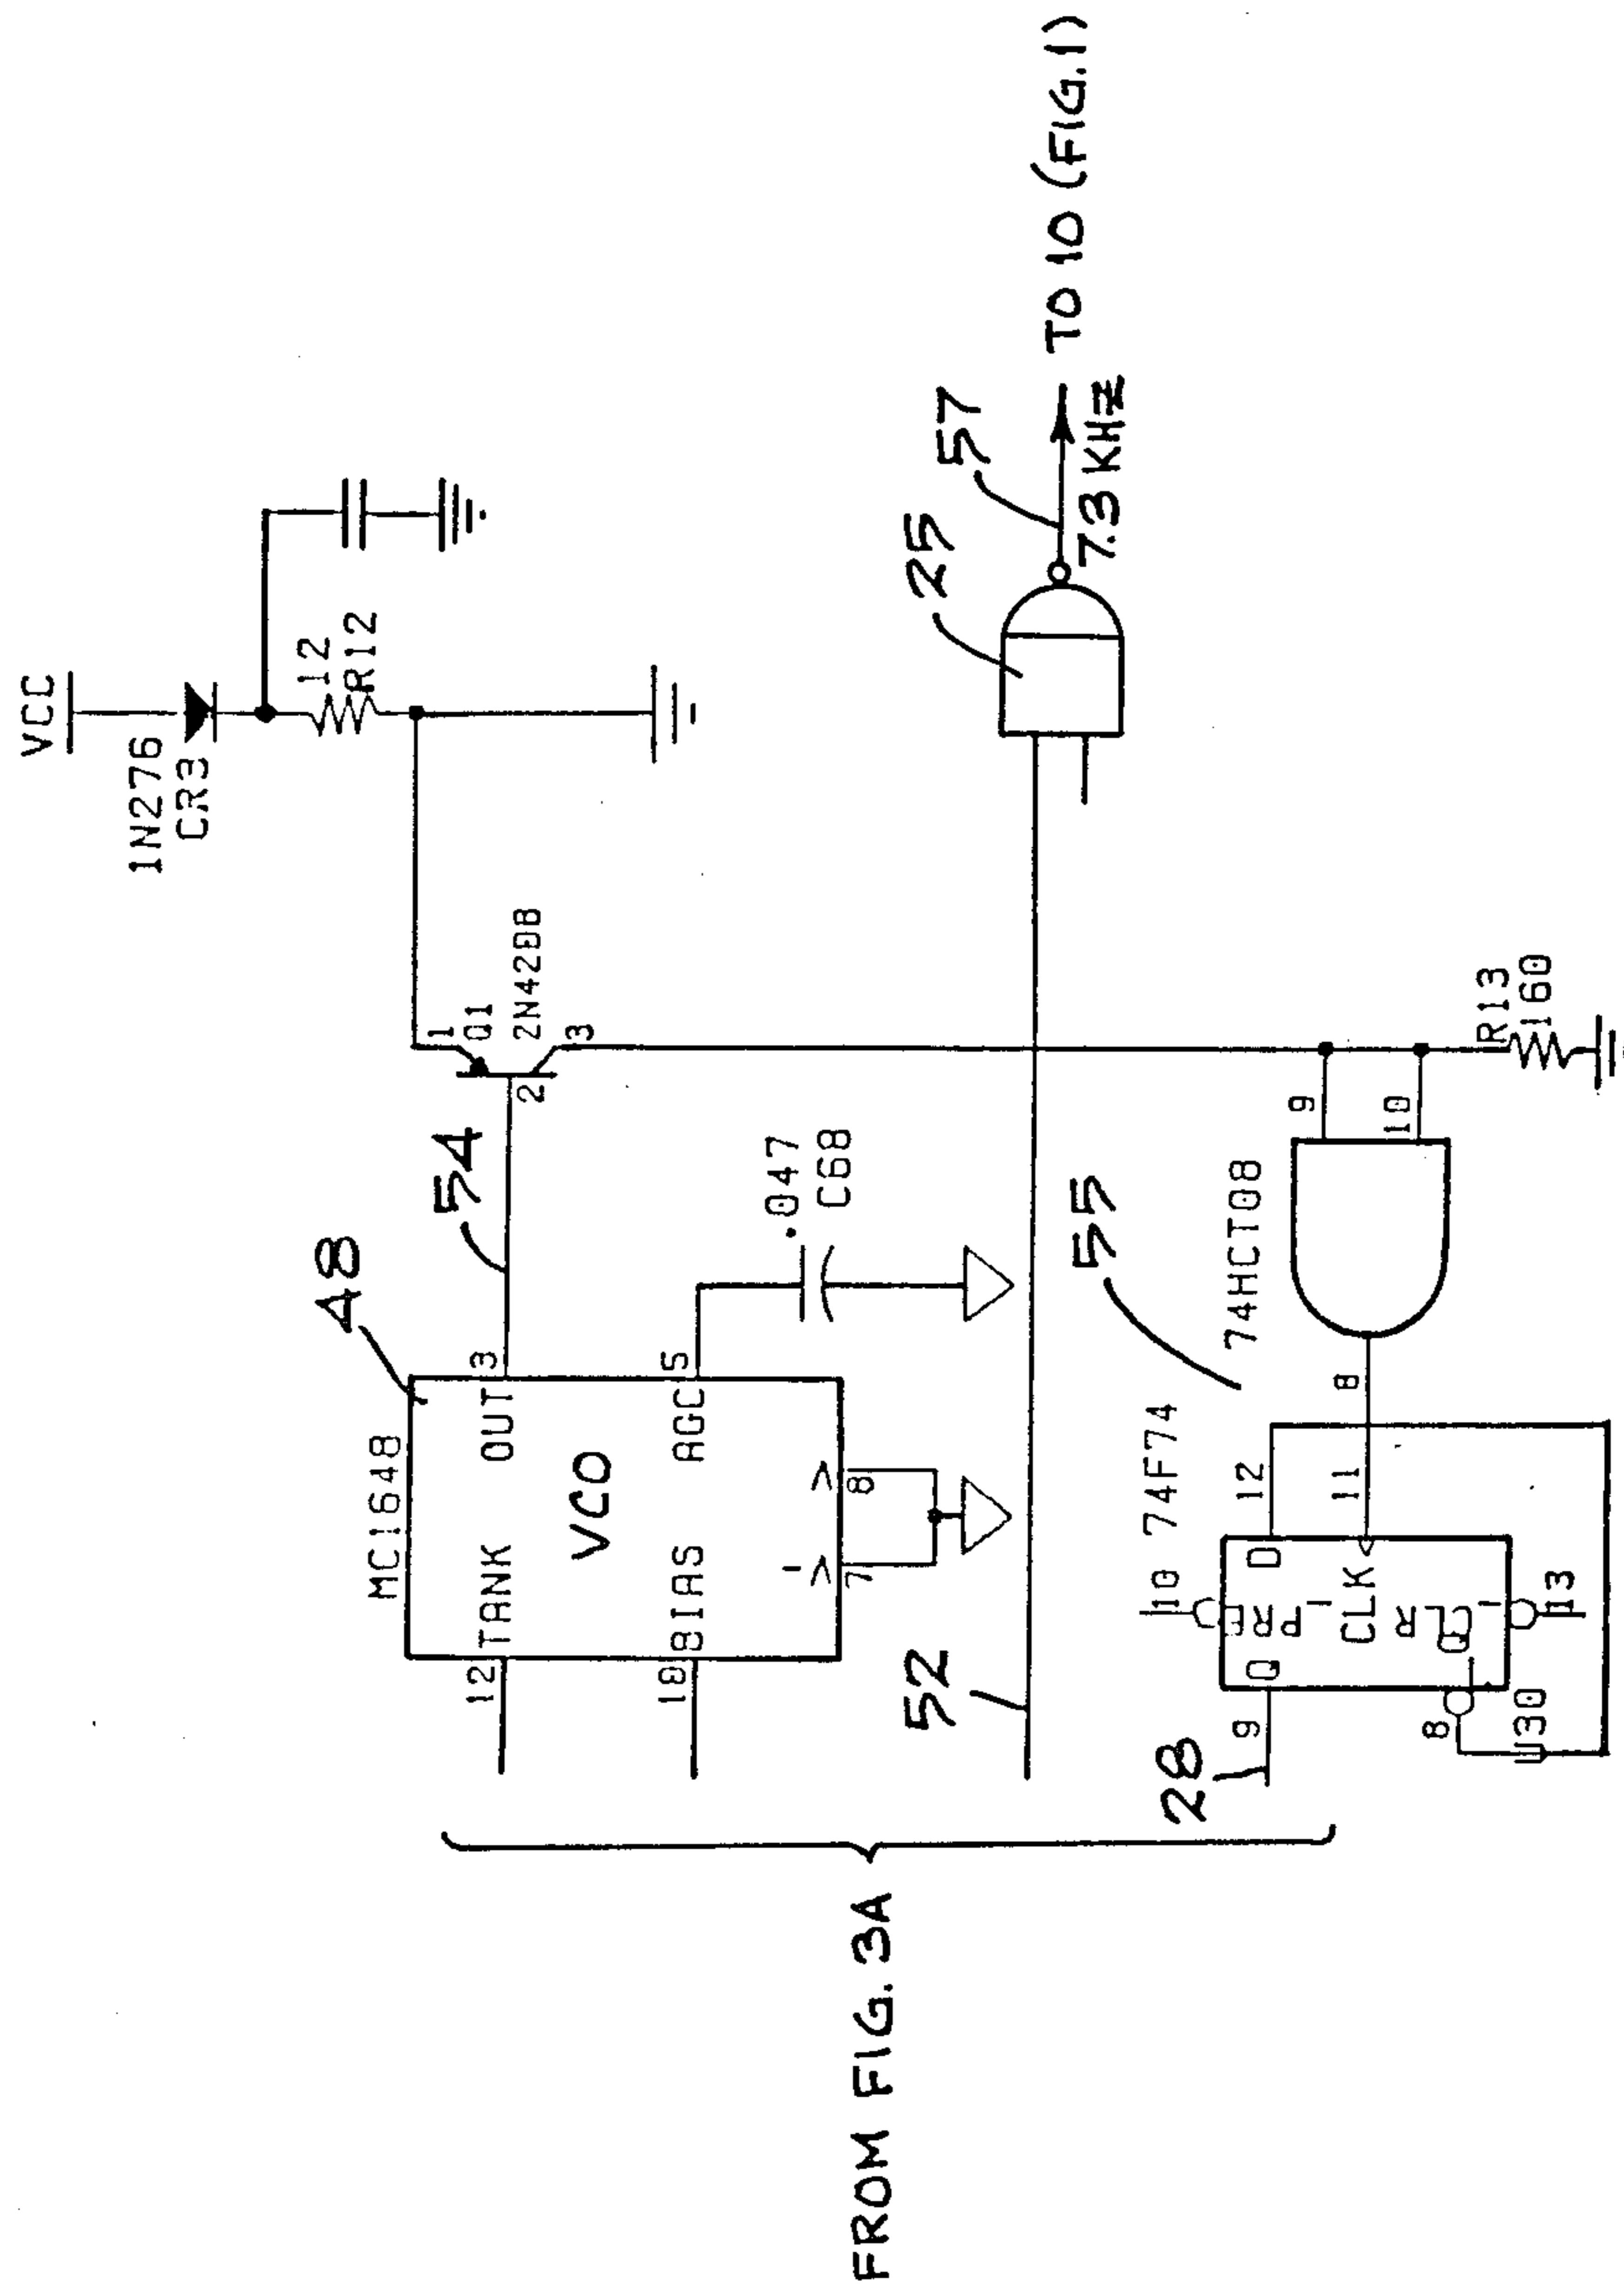 VCC
1N276
CR3
12
R12
48
MC1648
12
TANK
OUT
3
54
1
Q1
2N4208
2
3
VCO
10
BIAS
AGC
5
.047
C68
7
8
52
25
57
7.3 KHz
TO 10 (FIG.1)
FROM FIG. 3A
55
28
10
74F74
9
Q
PRE
D
12
CLK
11
8
74HCT08
9
10
R13
160
CLR
Q
8
U30
13